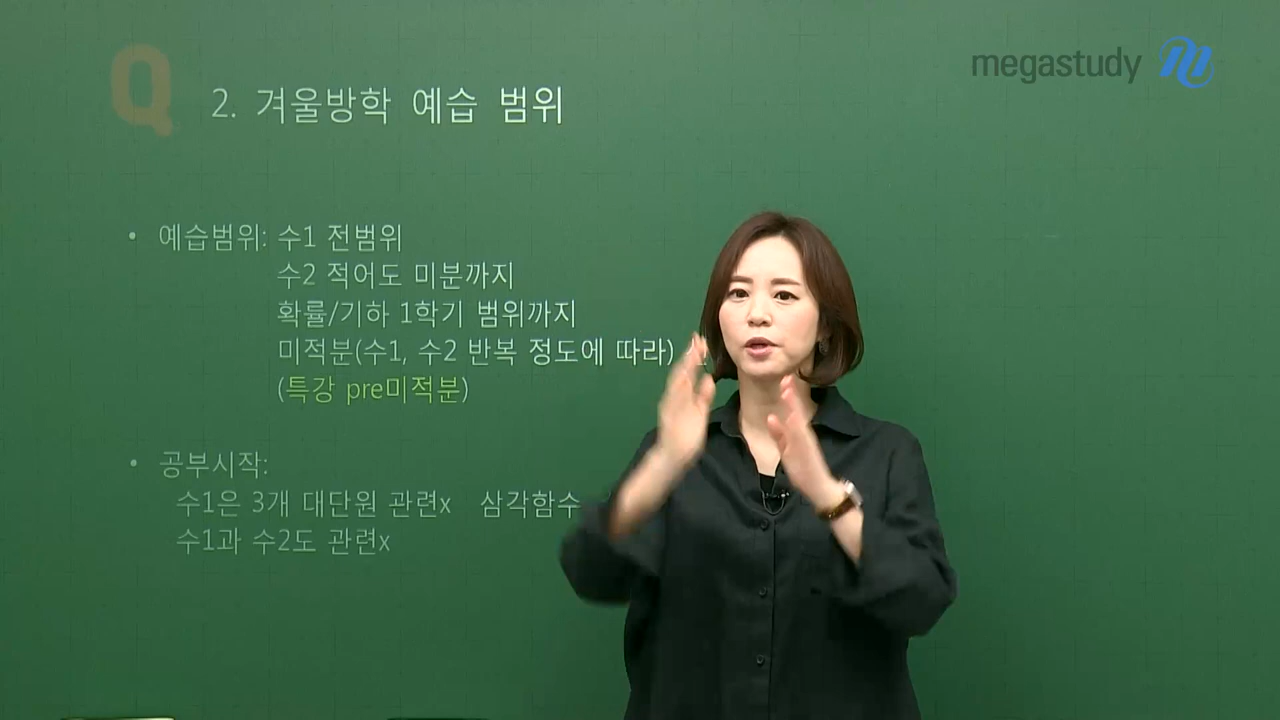 megastudy
Q 2. 겨울방학 예습 범위
• 예습범위: 수1 전범위
수2 적어도 미분까지
확률/기하 1학기 범위까지
미적분(수1, 수2 반복 정도에 따라)
(특강 pre미적분)
• 공부시작:
수1은 3개 대단원 관련x 삼각함수
수1과 수2도 관련x